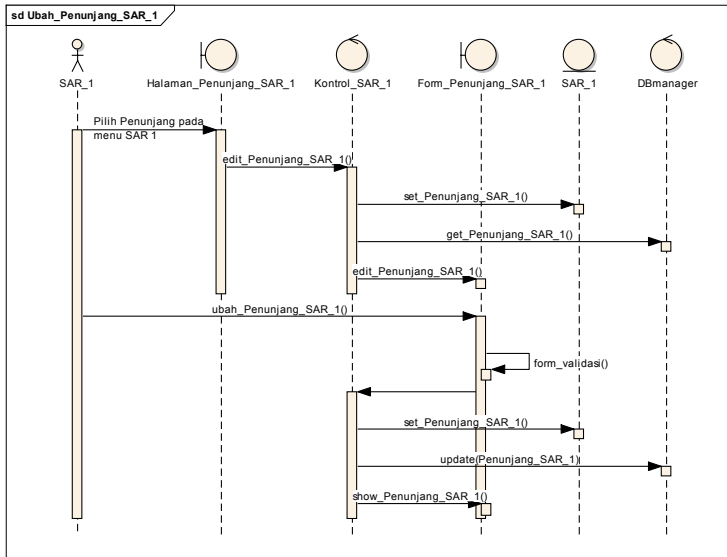 sd Ubah_Penunjang_SAR_1
SAR_1
Halaman_Penunjang_SAR_1
Kontrol_SAR_1
Form_Penunjang_SAR_1
SAR_1
DBmanager
Pilih Penunjang pada
menu SAR 1
edit_Penunjang_SAR_1()
set_Penunjang_SAR_1()
get_Penunjang_SAR_1()
edit_Penunjang_SAR_1()
ubah_Penunjang_SAR_1()
form_validasi()
set_Penunjang_SAR_1()
update(Penunjang_SAR_1)
show_Penunjang_SAR_1()